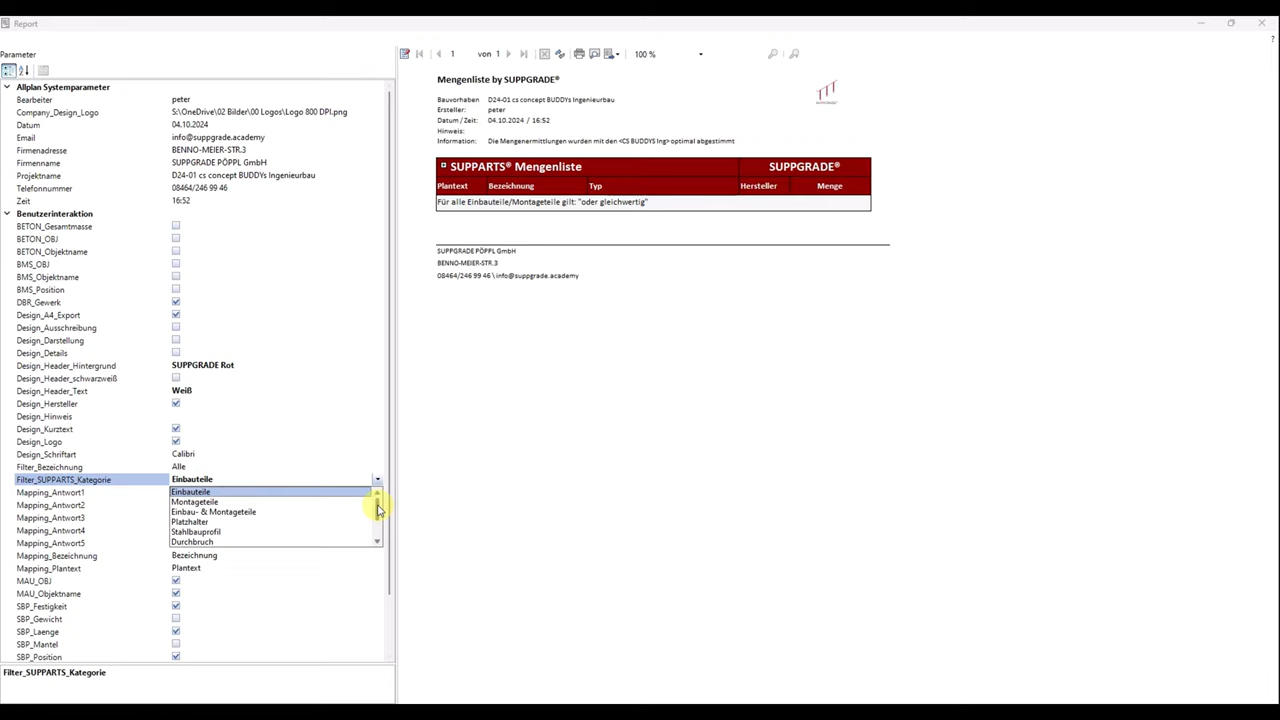 Report
?
Parameter
1 von 1 100 %
Allplan Systemparameter
Bearbeiter peter
Company_Design_Logo S:\OneDrive\02 Bilder\00 Logos\Logo 800 DPI.png
Datum 04.10.2024
Email info@suppgrade.academy
Firmenadresse BENNO-MEIER-STR.3
Firmenname SUPPGRADE PÖPPL GmbH
Projektname D24-01 cs concept BUDDYs Ingenieurbau
Telefonnummer 08464/246 99 46
Zeit 16:52
Benutzerinteraktion
BETON_Gesamtmasse
BETON_OBJ
BETON_Objektname
BMS_OBJ
BMS_Objektname
BMS_Position
DBR_Gewerk
Design_A4_Export
Design_Ausschreibung
Design_Darstellung
Design_Details
Design_Header_Hintergrund SUPPGRADE Rot
Design_Header_schwarzweiß
Design_Header_Text Weiß
Design_Hersteller
Design_Hinweis
Design_Kurztext
Design_Logo
Design_Schriftart Calibri
Filter_Bezeichnung Alle
Filter_SUPPARTS_Kategorie Einbauteile
Mapping_Antwort1 Einbauteile
Montageteile
Mapping_Antwort2
Einbau- & Montageteile
Mapping_Antwort3 Platzhalter
Mapping_Antwort4 Stahlbauprofil
Mapping_Antwort5 Durchbruch
Mapping_Bezeichnung Bezeichnung
Mapping_Plantext Plantext
MAU_OBJ
MAU_Objektname
SBP_Festigkeit
SBP_Gewicht
SBP_Laenge
SBP_Mantel
SBP_Position
Filter_SUPPARTS_Kategorie
Mengenliste by SUPPGRADE®
Bauvorhaben D24-01 cs concept BUDDYs Ingenieurbau
Ersteller: peter
Datum / Zeit: 04.10.2024 / 16:52
Hinweis:
Information: Die Mengenermittlungen wurden mit den <CS BUDDYS Ing> optimal abgestimmt
SUPPARTS® Mengenliste SUPPGRADE®
Plantext Bezeichnung Typ Hersteller Menge
Für alle Einbauteile/Montageteile gilt: "oder gleichwertig"
SUPPGRADE PÖPPL GmbH
BENNO-MEIER-STR.3
08464/246 99 46 \ info@suppgrade.academy